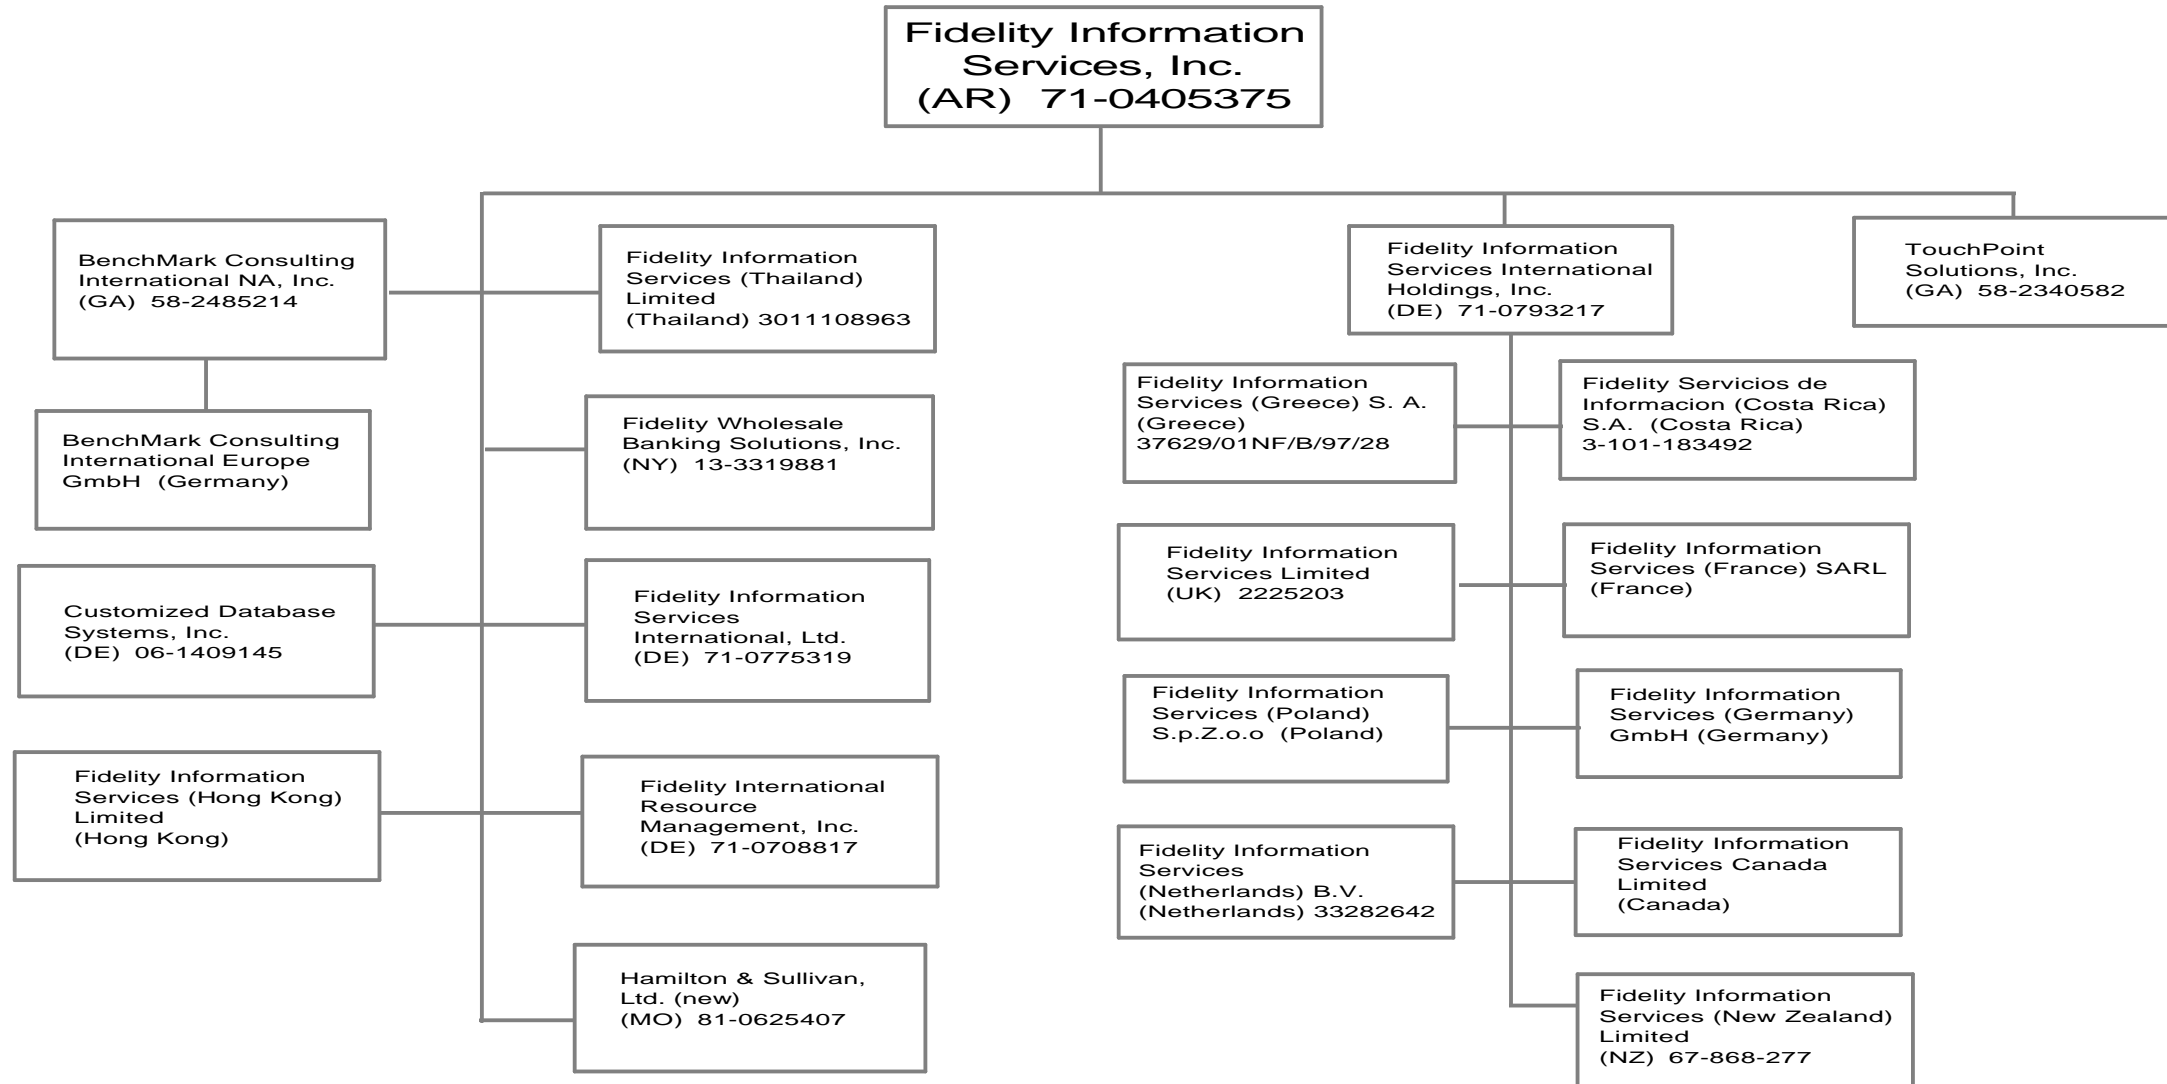 Fidelity Information
Services, Inc.
(AR) 71-0405375
BenchMark Consulting
International NA, Inc.
(GA) 58-2485214
Fidelity Information
Services (Thailand)
Limited
(Thailand) 3011108963
Fidelity Information
Services International
Holdings, Inc.
(DE) 71-0793217
TouchPoint
Solutions, Inc.
(GA) 58-2340582
BenchMark Consulting
International Europe
GmbH (Germany)
Fidelity Wholesale
Banking Solutions, Inc.
(NY) 13-3319881
Fidelity Information
Services (Greece) S. A.
(Greece)
37629/01NF/B/97/28
Fidelity Servicios de
Informacion (Costa Rica)
S.A. (Costa Rica)
3-101-183492
Customized Database
Systems, Inc.
(DE) 06-1409145
Fidelity Information
Services
International, Ltd.
(DE) 71-0775319
Fidelity Information
Services Limited
(UK) 2225203
Fidelity Information
Services (France) SARL
(France)
Fidelity Information
Services (Poland)
S.p.Z.o.o (Poland)
Fidelity Information
Services (Germany)
GmbH (Germany)
Fidelity Information
Services (Hong Kong)
Limited
(Hong Kong)
Fidelity International
Resource
Management, Inc.
(DE) 71-0708817
Fidelity Information
Services
(Netherlands) B.V.
(Netherlands) 33282642
Fidelity Information
Services Canada
Limited
(Canada)
Hamilton & Sullivan,
Ltd. (new)
(MO) 81-0625407
Fidelity Information
Services (New Zealand)
Limited
(NZ) 67-868-277